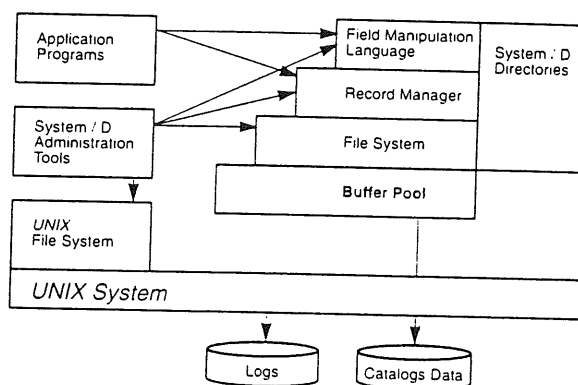 Application
Programs
Field Manipulation
Language
System / D
Directories
Record Manager
System / D
Administration
Tools
File System
Buffer Pool
UNIX
File System
UNIX System
Logs
Catalogs Data